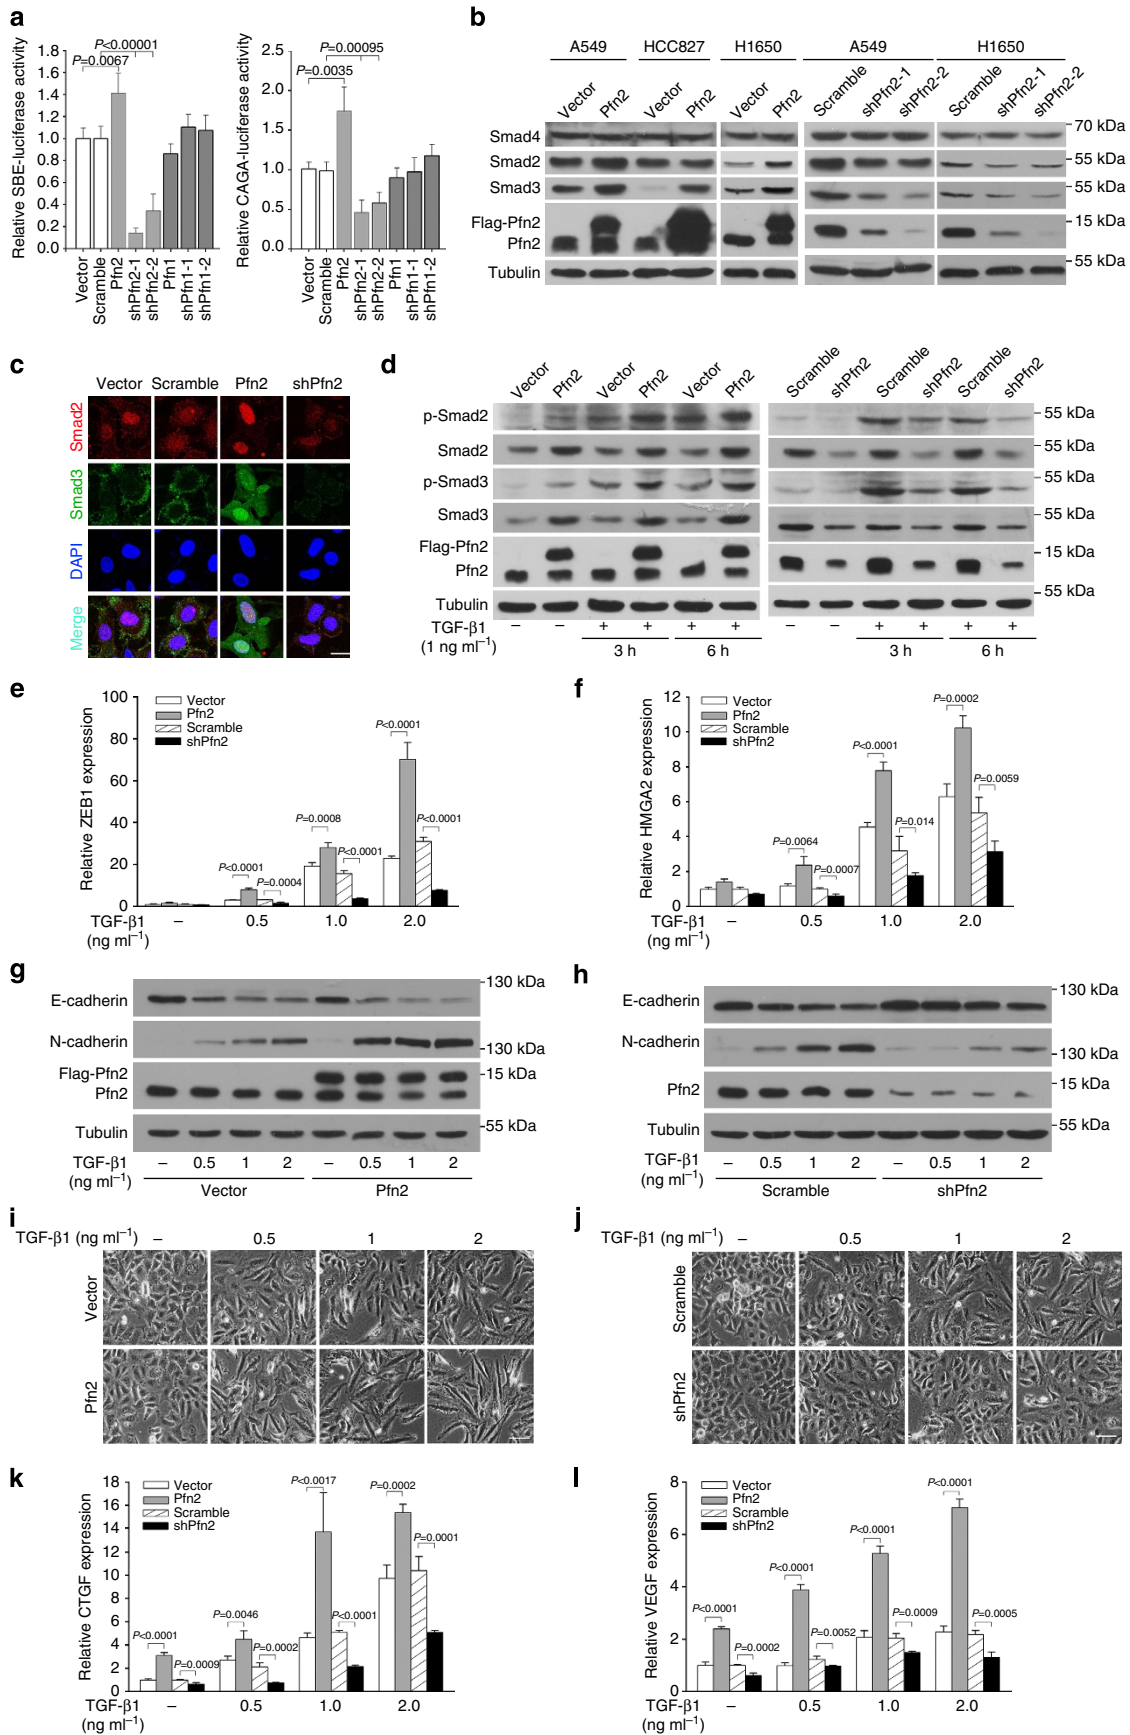 a
Relative SBE-luciferase activity
1.8
1.6
1.4
1.2
1.0
0.8
0.6
0.4
0.2
0.0
P<0.00001
P=0.0067
Vector
Scramble
Pfn2
shPfn2-1
shPfn2-2
Pfn1
shPfn1-1
shPfn1-2
Relative CAGA-luciferase activity
2.5
2.0
1.5
1.0
0.5
0.0
P=0.00095
P=0.0035
Vector
Scramble
Pfn2
shPfn2-1
shPfn2-2
Pfn1
shPfn1-1
shPfn1-2
b
A549 HCC827 H1650 A549 H1650
Vector Pfn2 Vector Pfn2 Vector Pfn2 Scramble shPfn2-1 shPfn2-2 Scramble shPfn2-1 shPfn2-2
Smad4 70 kDa
Smad2 55 kDa
Smad3 55 kDa
Flag-Pfn2 15 kDa
Pfn2
Tubulin 55 kDa
c
Vector Scramble Pfn2 shPfn2
Smad2
Smad3
DAPI
Merge
d
Vector Pfn2 Vector Pfn2 Vector Pfn2 Scramble shPfn2 Scramble shPfn2 Scramble shPfn2
p-Smad2 55 kDa
Smad2 55 kDa
p-Smad3 55 kDa
Smad3 55 kDa
Flag-Pfn2 15 kDa
Pfn2
Tubulin 55 kDa
TGF-β1 – – + + + + – – + + + +
(1 ng ml⁻¹) 3 h 6 h 3 h 6 h
e
Relative ZEB1 expression
100
80
60
40
20
0
Vector
Pfn2
Scramble
shPfn2
P<0.0001
P=0.0004
P=0.0008
P<0.0001
P<0.0001
P<0.0001
TGF-β1 – 0.5 1.0 2.0
(ng ml⁻¹)
f
Relative HMGA2 expression
12
10
8
6
4
2
0
Vector
Pfn2
Scramble
shPfn2
P=0.0064
P=0.0007
P<0.0001
P=0.014
P=0.0002
P=0.0059
TGF-β1 – 0.5 1.0 2.0
(ng ml⁻¹)
g
E-cadherin 130 kDa
N-cadherin 130 kDa
Flag-Pfn2 15 kDa
Pfn2
Tubulin 55 kDa
TGF-β1 – 0.5 1 2 – 0.5 1 2
(ng ml⁻¹)
Vector Pfn2
h
E-cadherin 130 kDa
N-cadherin 130 kDa
Pfn2 15 kDa
Tubulin 55 kDa
TGF-β1 – 0.5 1 2 – 0.5 1 2
(ng ml⁻¹)
Scramble shPfn2
i
TGF-β1 (ng ml⁻¹) – 0.5 1 2
Vector
Pfn2
j
TGF-β1 (ng ml⁻¹) – 0.5 1 2
Scramble
shPfn2
k
Relative CTGF expression
18
16
14
12
10
8
6
4
2
0
Vector
Pfn2
Scramble
shPfn2
P<0.0001
P=0.0009
P=0.0046
P=0.0002
P<0.0017
P<0.0001
P=0.0002
P=0.0001
TGF-β1 – 0.5 1.0 2.0
(ng ml⁻¹)
l
Relative VEGF expression
8
6
4
2
0
Vector
Pfn2
Scramble
shPfn2
P<0.0001
P=0.0002
P<0.0001
P=0.0052
P<0.0001
P=0.0009
P<0.0001
P=0.0005
TGF-β1 – 0.5 1.0 2.0
(ng ml⁻¹)